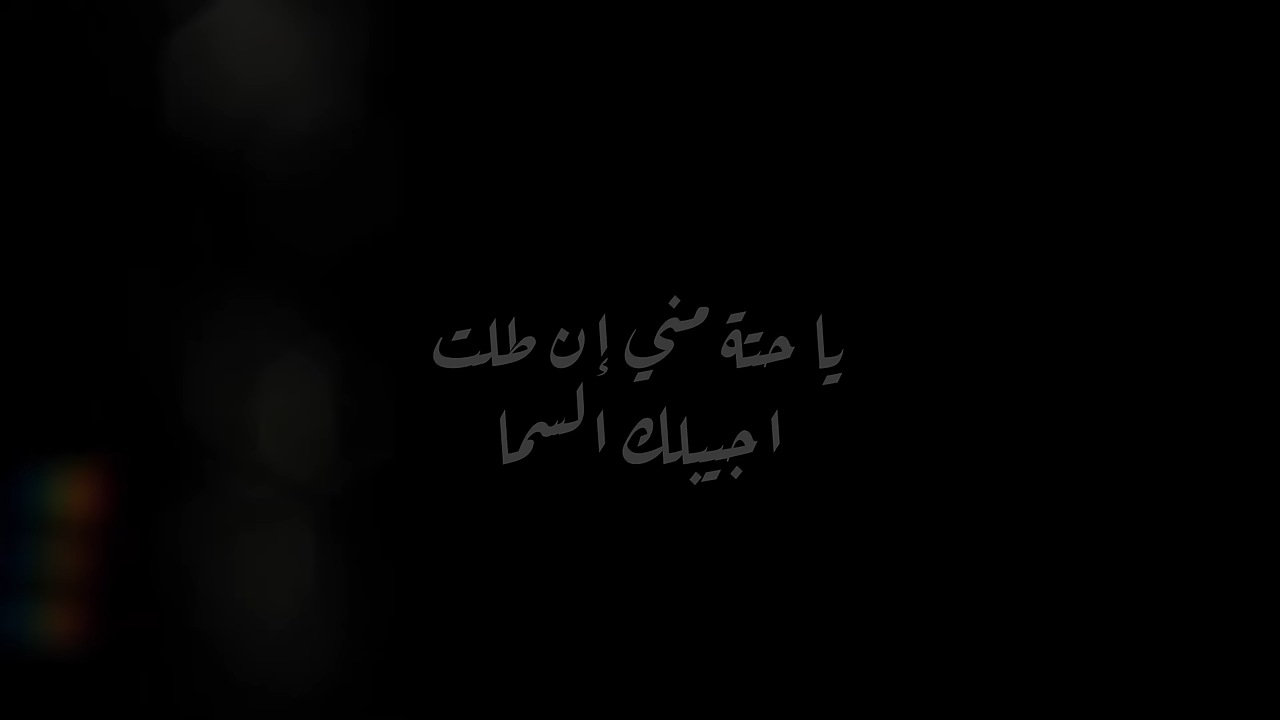 يا حتة مني إن طلت
اجيبلك السما